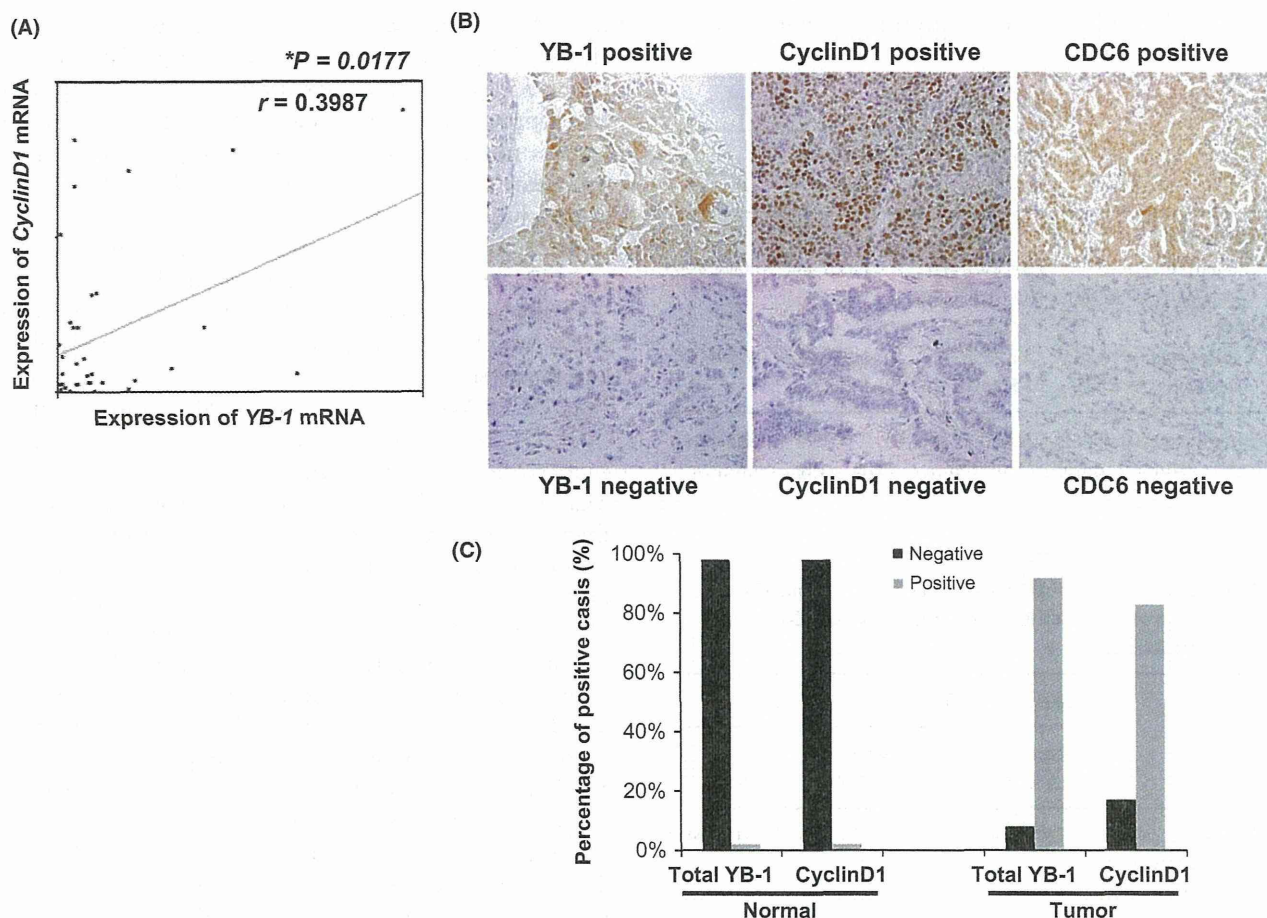 (A)
*P = 0.0177
r = 0.3987
Expression of CyclinD1 mRNA
Expression of YB-1 mRNA
(B)
YB-1 positive CyclinD1 positive CDC6 positive
YB-1 negative CyclinD1 negative CDC6 negative
(C)
Percentage of positive casis (%)
100%
80%
60%
40%
20%
0%
Negative
Positive
Total YB-1 CyclinD1 Total YB-1 CyclinD1
Normal Tumor